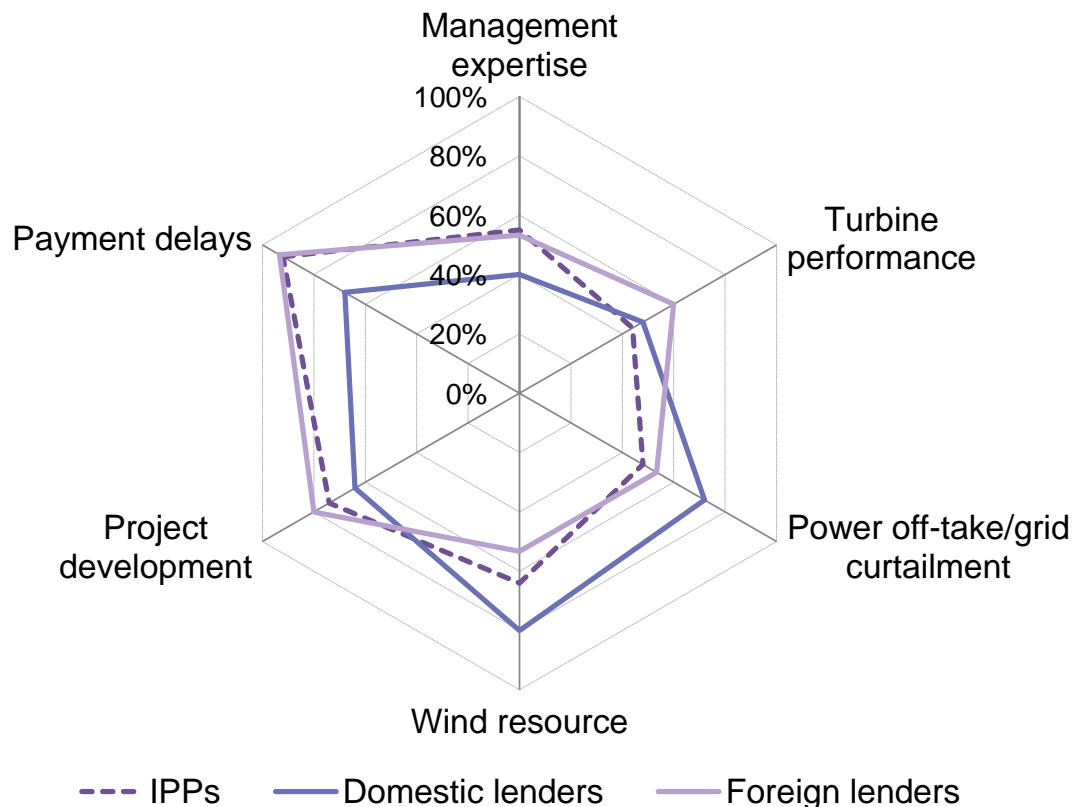 Management
expertise
100%
80%
60%
40%
20%
0%
Turbine
performance
Power off-take/grid
curtailment
Wind resource
Project
development
Payment delays
IPPs
Domestic lenders
Foreign lenders